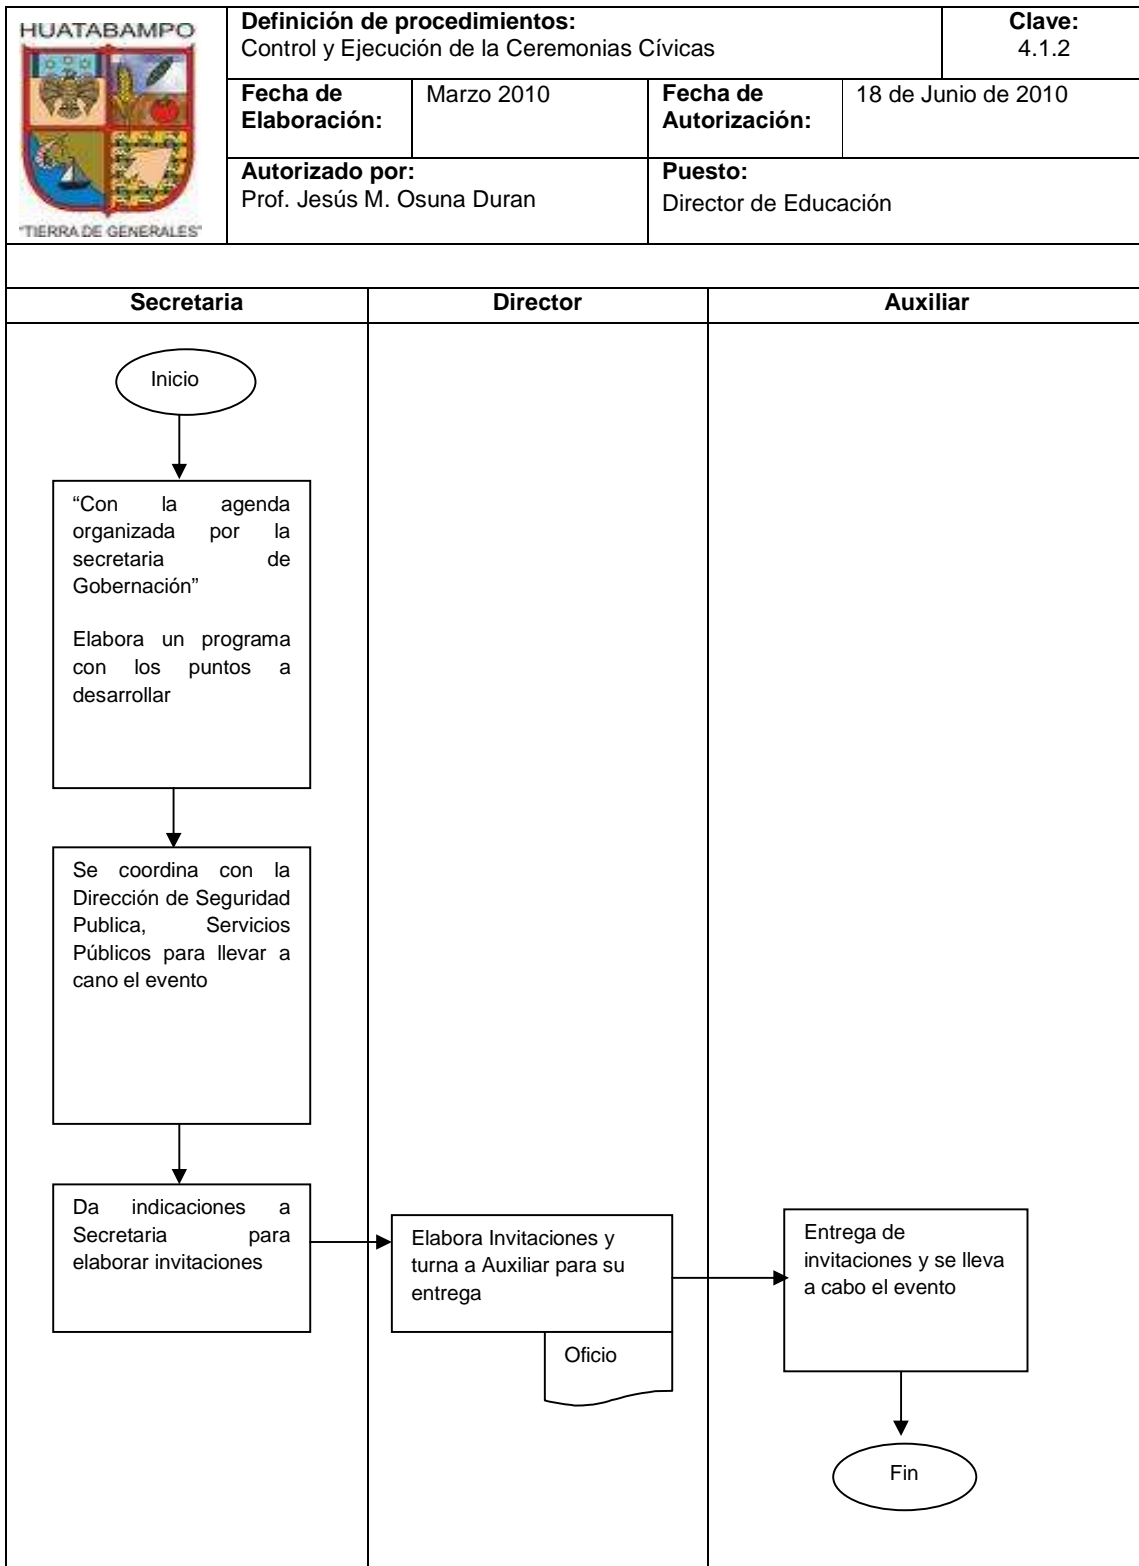 HUATABAMPO
"TIERRA DE GENERALES"
Definición de procedimientos:
Control y Ejecución de la Ceremonias Cívicas
Clave:
4.1.2
Fecha de
Elaboración:
Marzo 2010
Fecha de
Autorización:
18 de Junio de 2010
Autorizado por:
Prof. Jesús M. Osuna Duran
Puesto:
Director de Educación
Secretaria
Director
Auxiliar
Inicio
“Con la agenda
organizada por la
secretaria de
Gobernación”
Elabora un programa
con los puntos a
desarrollar
Se coordina con la
Dirección de Seguridad
Publica, Servicios
Públicos para llevar a
cano el evento
Da indicaciones a
Secretaria para
elaborar invitaciones
Elabora Invitaciones y
turna a Auxiliar para su
entrega
Oficio
Entrega de
invitaciones y se lleva
a cabo el evento
Fin